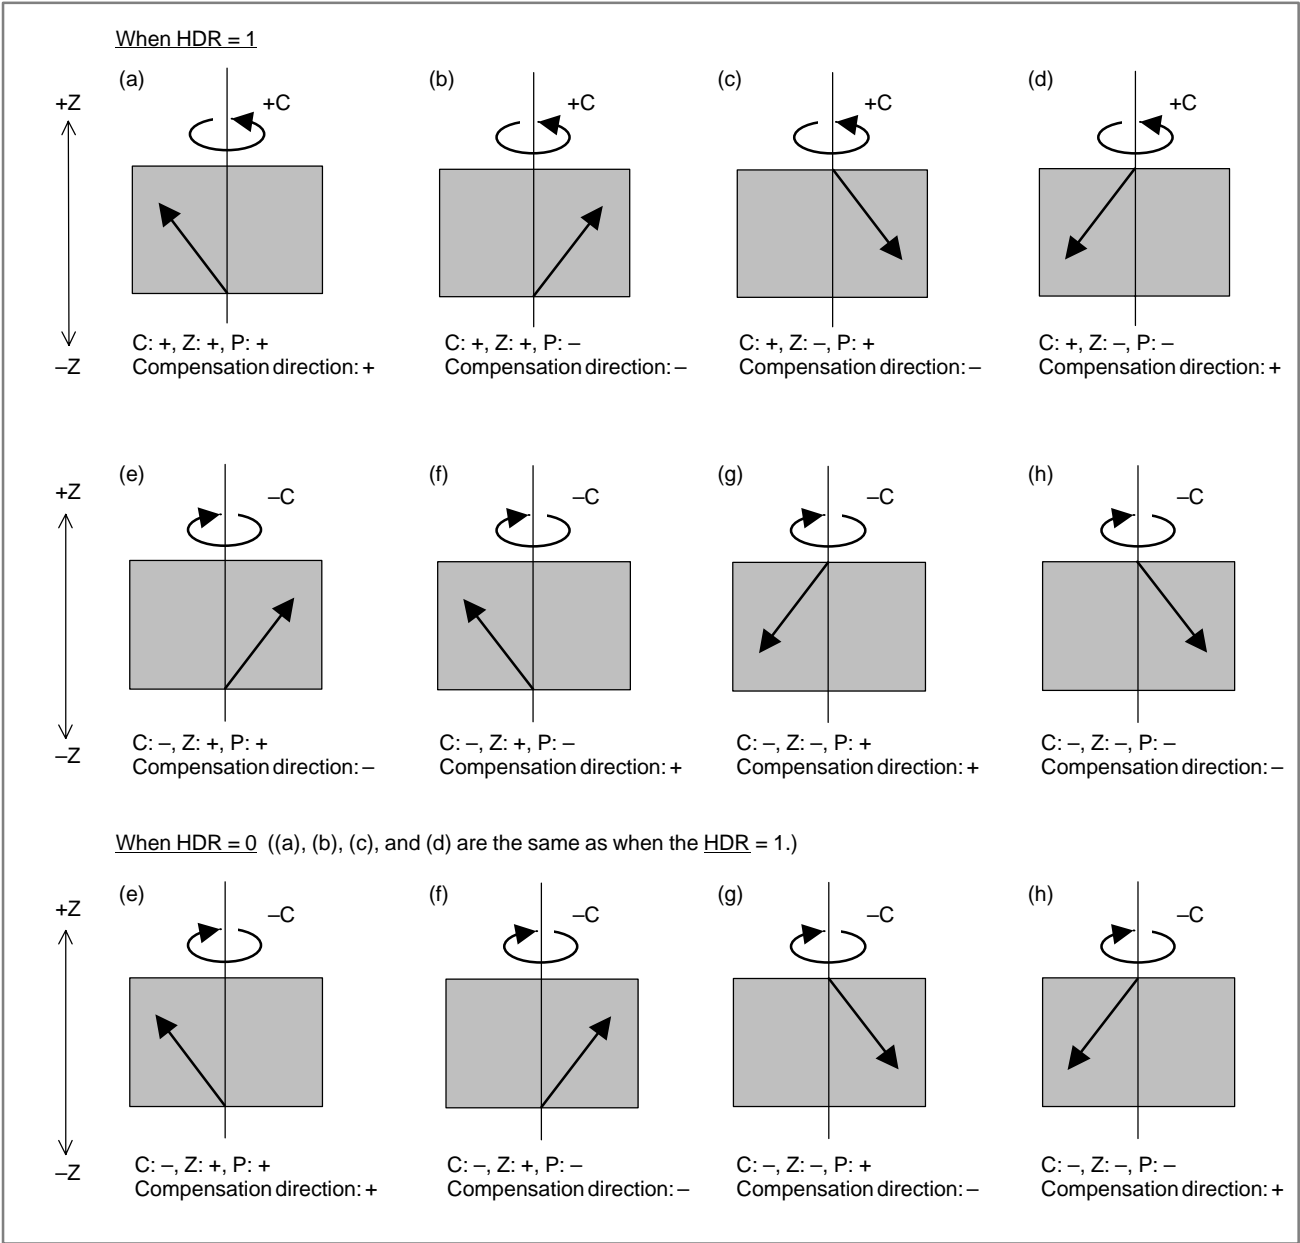 When HDR = 1
(a) (b) (c) (d)
+Z +C +C +C +C
C: +, Z: +, P: + C: +, Z: +, P: – C: +, Z: –, P: + C: +, Z: –, P: –
–Z Compensation direction: + Compensation direction: – Compensation direction: – Compensation direction: +
(e) (f) (g) (h)
+Z –C –C –C –C
C: –, Z: +, P: + C: –, Z: +, P: – C: –, Z: –, P: + C: –, Z: –, P: –
–Z Compensation direction: – Compensation direction: + Compensation direction: + Compensation direction: –
When HDR = 0 ((a), (b), (c), and (d) are the same as when the HDR = 1.)
(e) (f) (g) (h)
+Z –C –C –C –C
C: –, Z: +, P: + C: –, Z: +, P: – C: –, Z: –, P: + C: –, Z: –, P: –
–Z Compensation direction: + Compensation direction: – Compensation direction: – Compensation direction: +